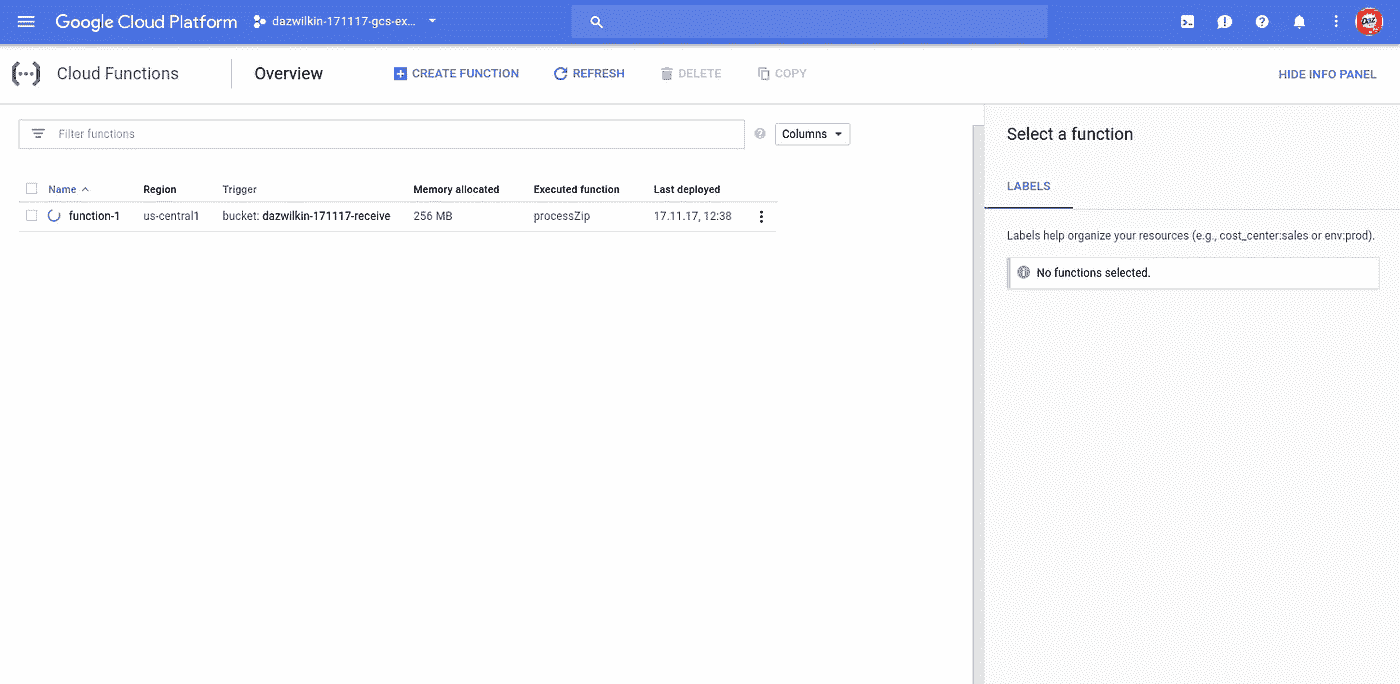 Google Cloud Platform dazwilkin-171117-gcs-ex... Daz
Cloud Functions Overview CREATE FUNCTION REFRESH DELETE COPY HIDE INFO PANEL
Filter functions Columns
Select a function
Name Region Trigger Memory allocated Executed function Last deployed
function-1 us-central1 bucket: dazwilkin-171117-receive 256 MB processZip 17.11.17, 12:38
LABELS
Labels help organize your resources (e.g., cost_center:sales or env:prod).
No functions selected.